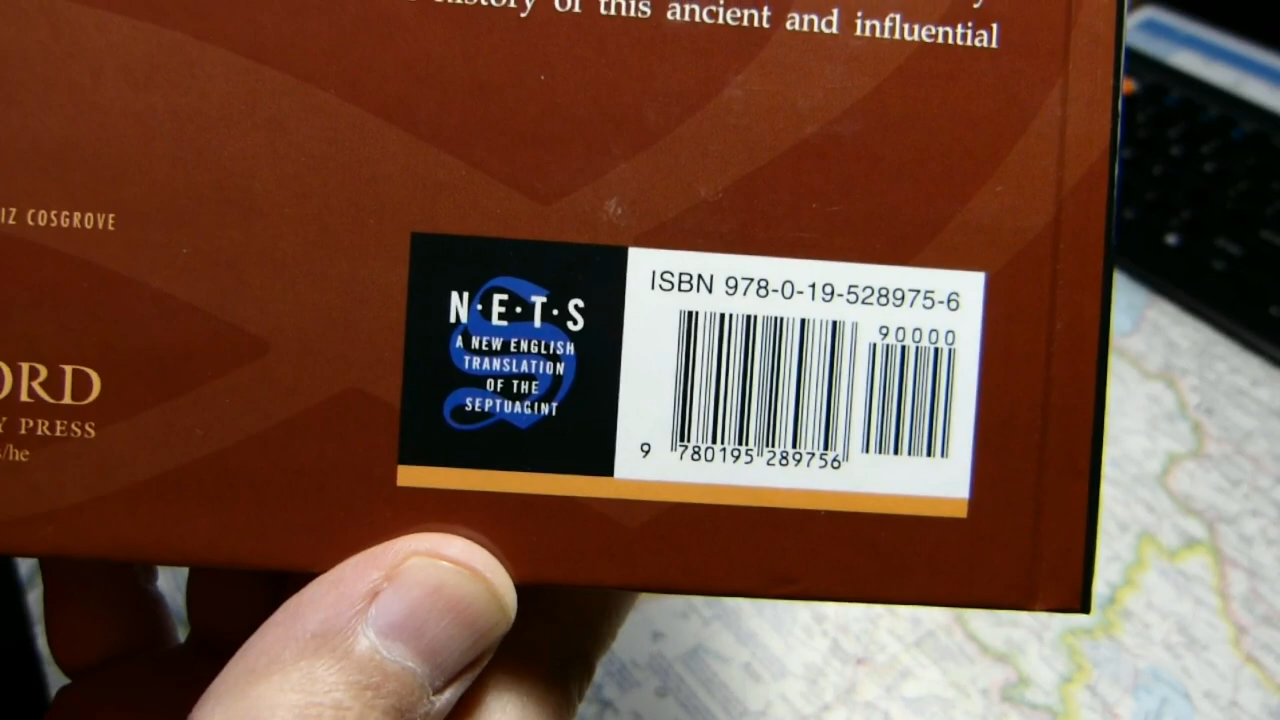 history of this ancient and influential
IZ COSGROVE
ORD
Y PRESS
/he
N·E·T·S
A NEW ENGLISH
TRANSLATION
OF THE
SEPTUAGINT
ISBN 978-0-19-528975-6
90000
9 780195 289756